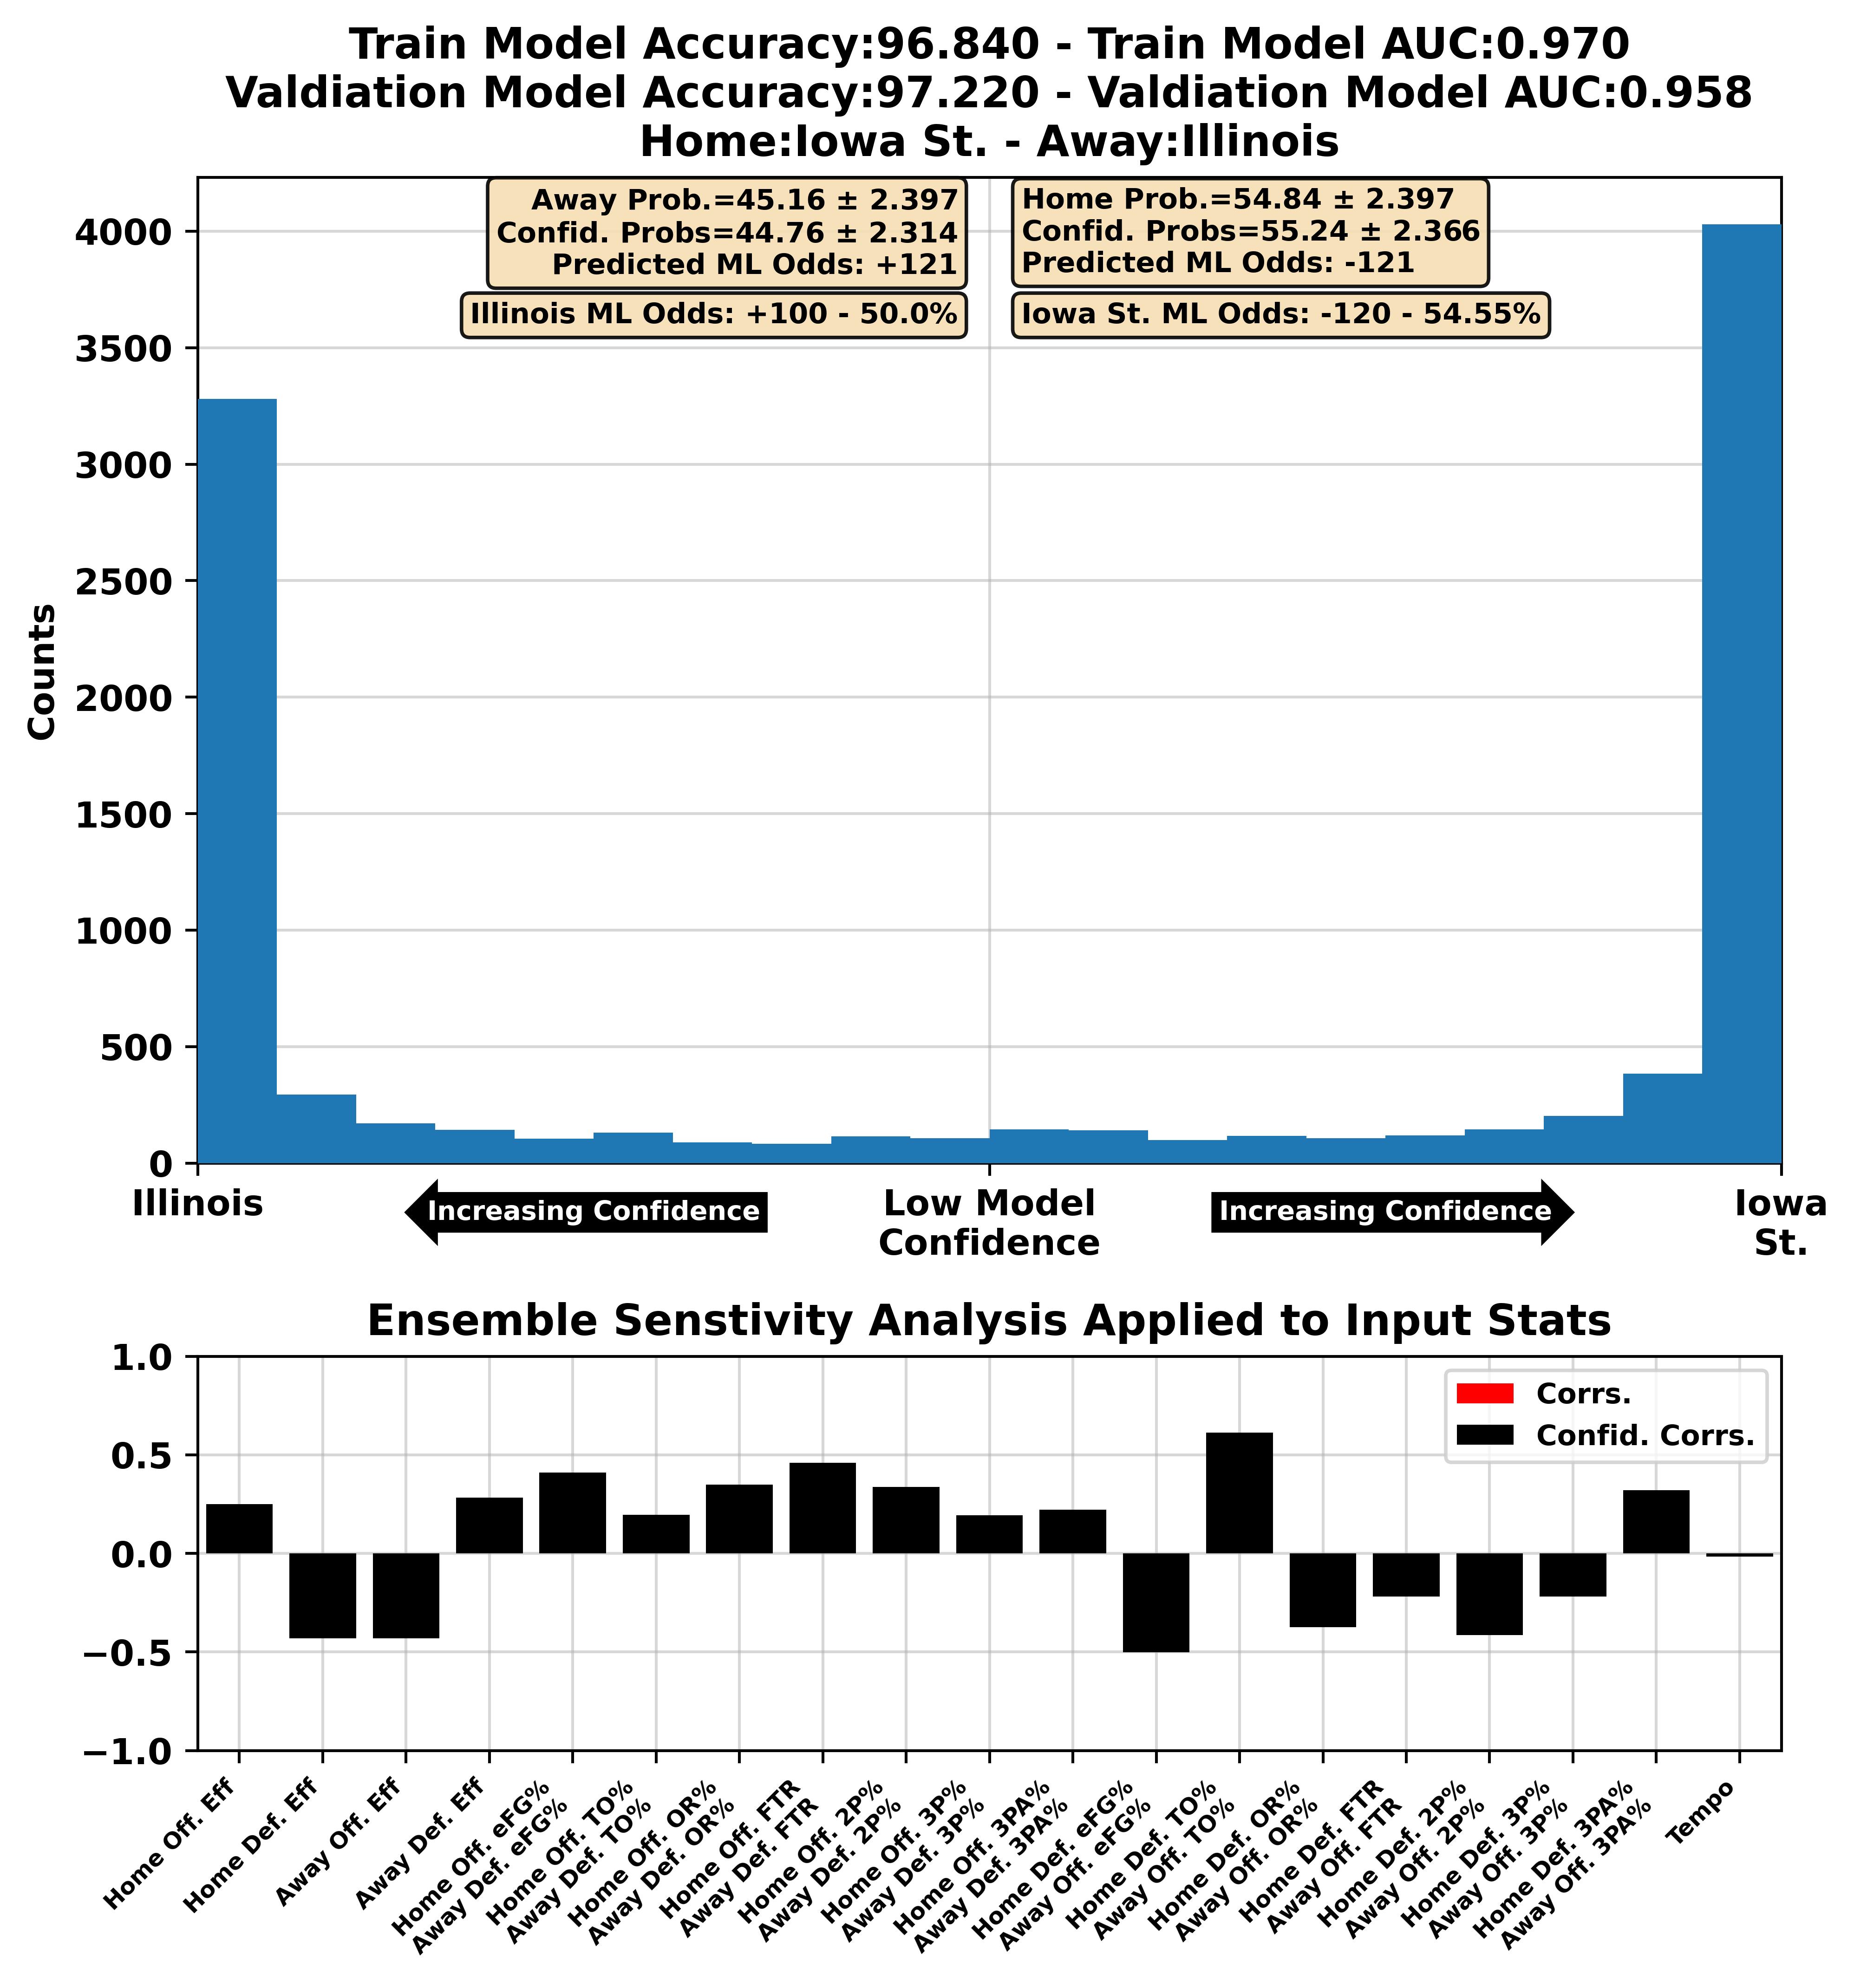 Train Model Accuracy:96.840 - Train Model AUC:0.970
Valdiation Model Accuracy:97.220 - Valdiation Model AUC:0.958
Home:Iowa St. - Away:Illinois
Away Prob.=45.16 ± 2.397
Confid. Probs=44.76 ± 2.314
Predicted ML Odds: +121
Illinois ML Odds: +100 - 50.0%
Home Prob.=54.84 ± 2.397
Confid. Probs=55.24 ± 2.366
Predicted ML Odds: -121
Iowa St. ML Odds: -120 - 54.55%
Counts
4000
3500
3000
2500
2000
1500
1000
500
0
Illinois
Increasing Confidence
Low Model
Confidence
Increasing Confidence
Iowa
St.
Ensemble Senstivity Analysis Applied to Input Stats
1.0
0.5
0.0
−0.5
−1.0
Corrs.
Confid. Corrs.
Home Off. Eff
Home Def. Eff
Away Off. Eff
Away Def. Eff
Home Off. eFG%
Away Def. eFG%
Home Off. TO%
Away Def. TO%
Home Off. OR%
Away Def. OR%
Home Off. FTR
Away Def. FTR
Home Off. 2P%
Away Def. 2P%
Home Off. 3P%
Away Def. 3P%
Home Off. 3PA%
Away Def. 3PA%
Home Def. eFG%
Away Off. eFG%
Home Def. TO%
Away Off. TO%
Home Def. OR%
Away Off. OR%
Home Def. FTR
Away Off. FTR
Home Def. 2P%
Away Off. 2P%
Home Def. 3P%
Away Off. 3P%
Home Def. 3PA%
Away Off. 3PA%
Tempo